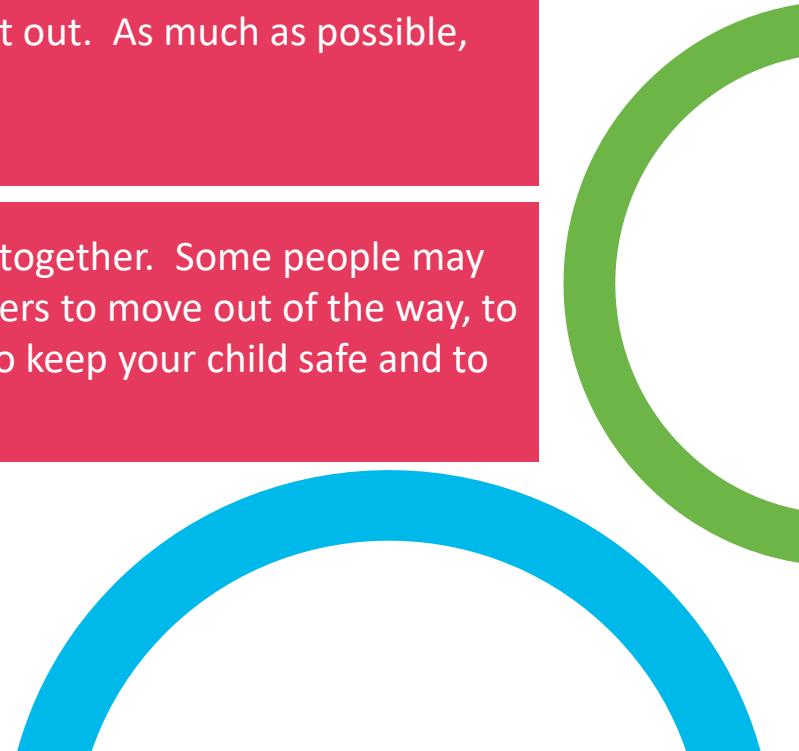 t out.  As much as possible,
together.  Some people may
ers to move out of the way, to
o keep your child safe and to